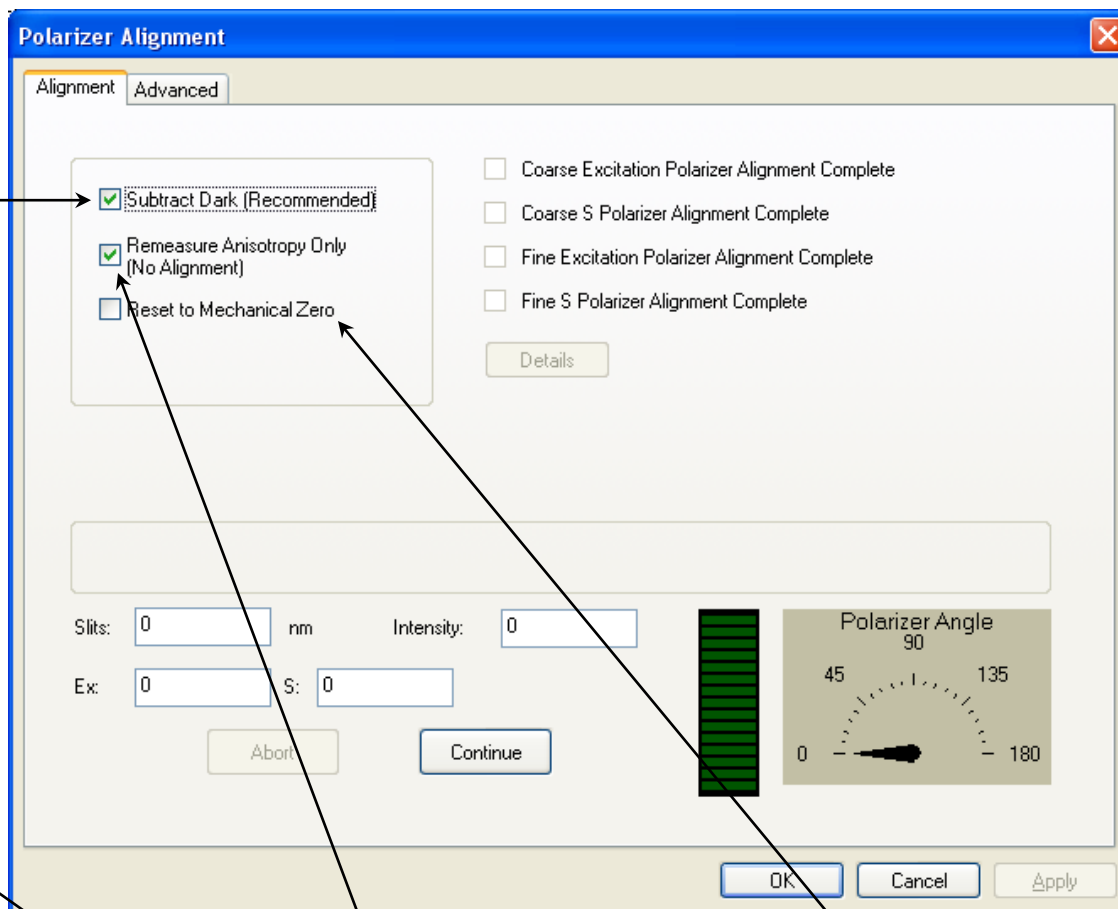 Polarizer Alignment
Alignment
Advanced
Subtract Dark (Recommended)
Remeasure Anisotropy Only
(No Alignment)
Reset to Mechanical Zero
Coarse Excitation Polarizer Alignment Complete
Coarse S Polarizer Alignment Complete
Fine Excitation Polarizer Alignment Complete
Fine S Polarizer Alignment Complete
Details
Slits: 0 nm Intensity: 0
Ex: 0 S: 0
Abort
Continue
Polarizer Angle
90
45 135
0 180
OK Cancel Apply